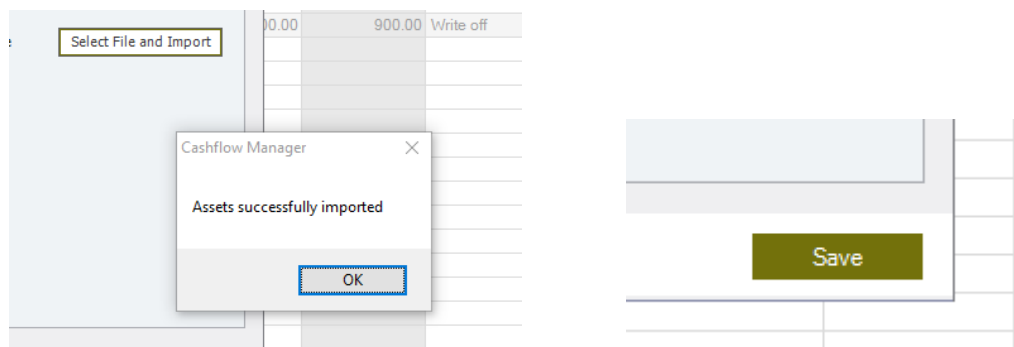 00.00 900.00 Write off
Select File and Import
Cashflow Manager
Assets successfully imported
OK
Save